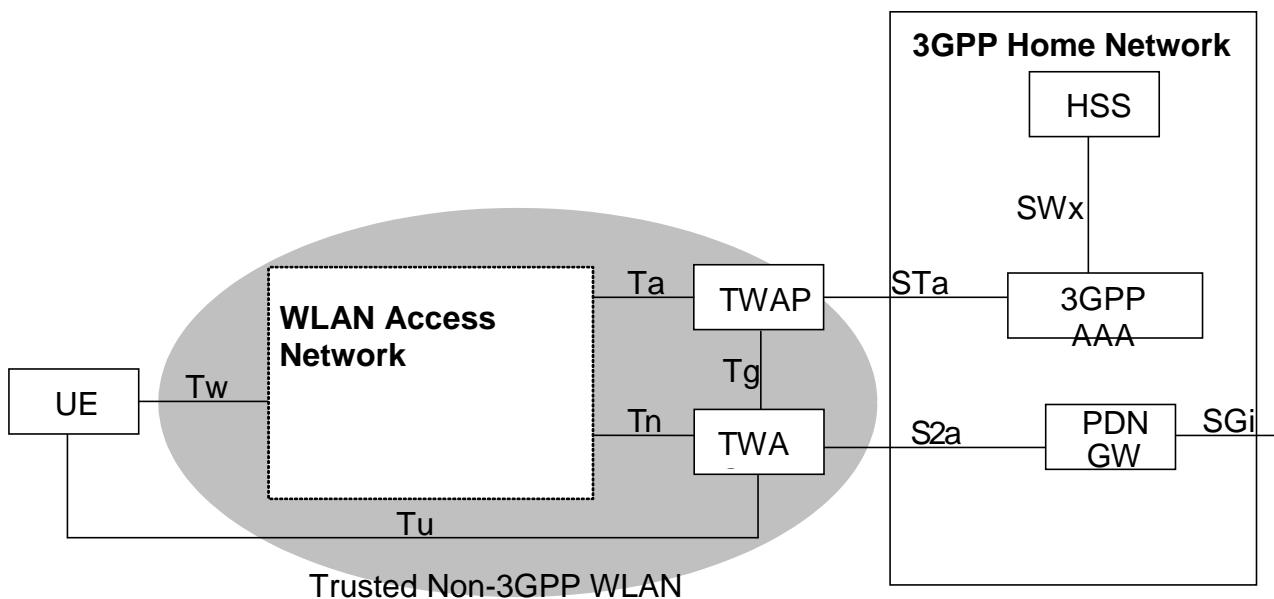 3GPP Home Network
HSS
SWx
Ta
TWAP
STa
3GPP
AAA
WLAN Access
Network
Tg
UE
Tw
Tn
TWA
S2a
PDN
GW
SGi
Tu
Trusted Non-3GPP WLAN